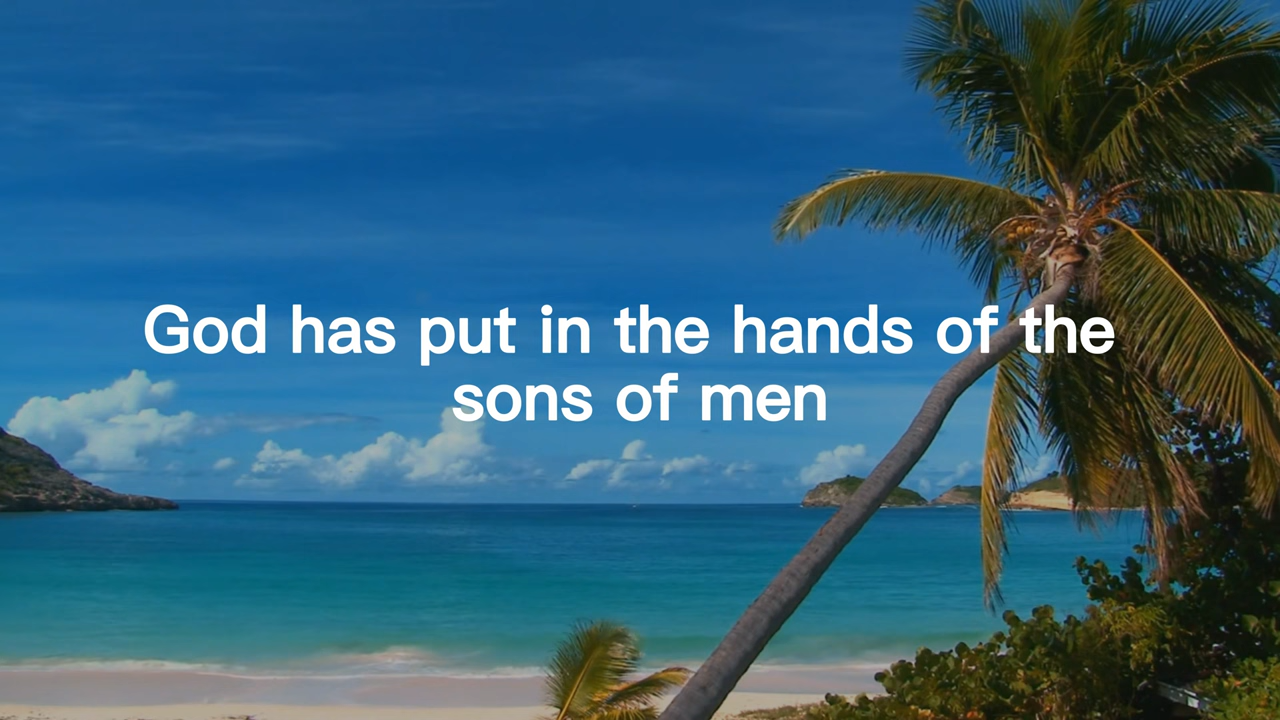 God has put in the hands of the
sons of men